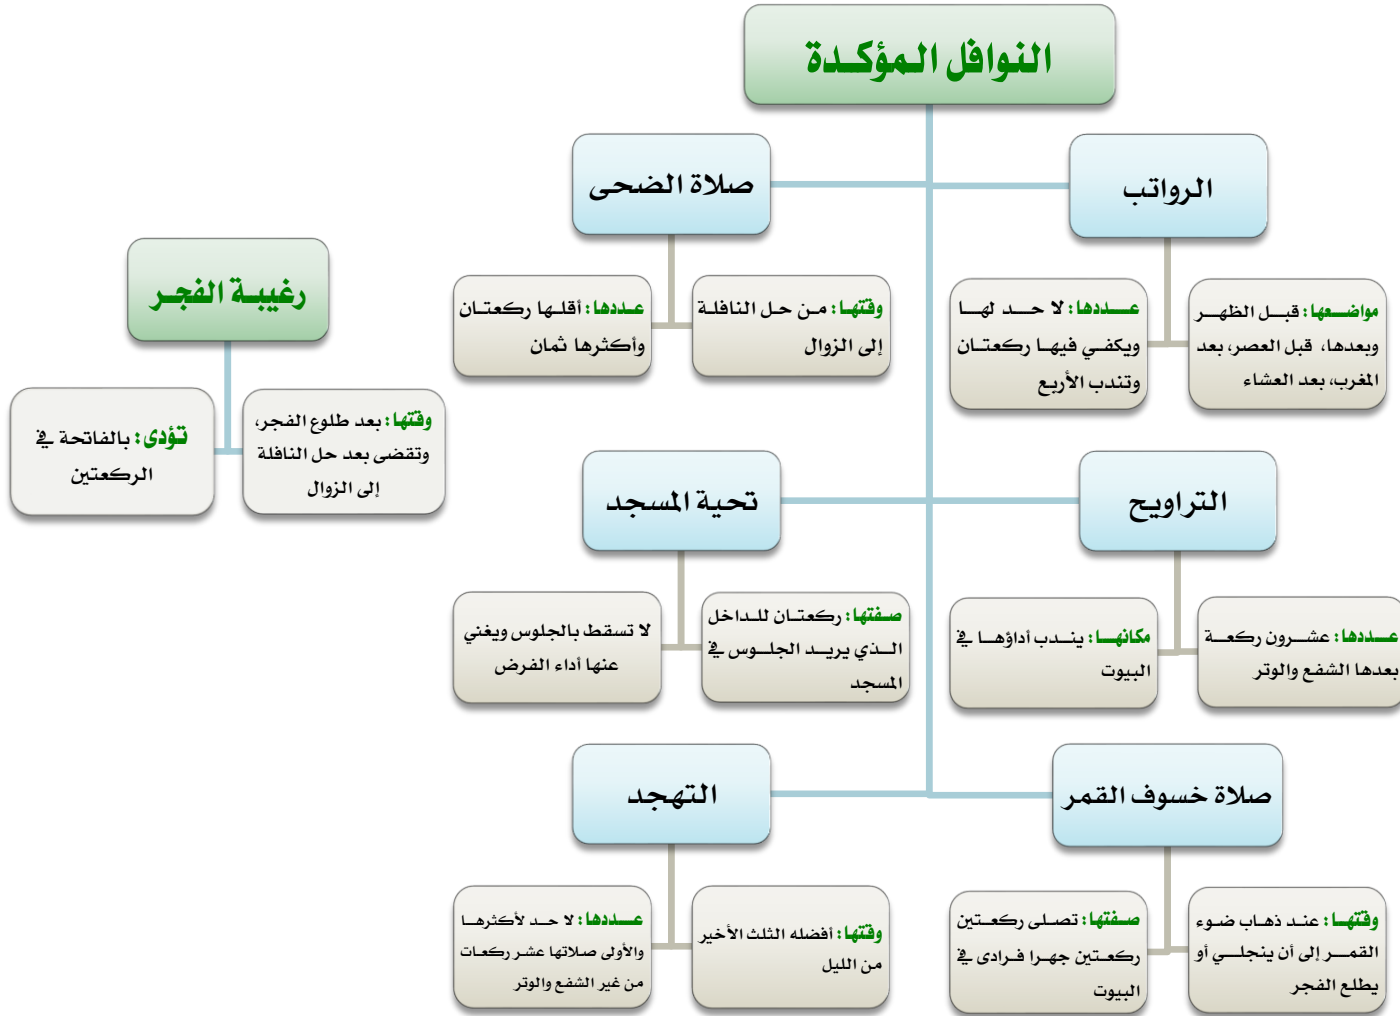 النوافل المؤكدة
الرواتب
مواضعها: قبل الظهر
وبعدها، قبل العصر، بعد
المغرب، بعد العشاء
عددها: لا حد لها
ويكفي فيها ركعتان
وتندب الأربع
صلاة الضحى
وقتها: من حل النافلة
إلى الزوال
عددها: أقلها ركعتان
وأكثرها ثمان
التراويح
عددها: عشرون ركعة
بعدها الشفع والوتر
مكانها: يندب أداؤها في
البيوت
تحية المسجد
صفتها: ركعتان للداخل
الذي يريد الجلوس في
المسجد
لا تسقط بالجلوس ويغني
عنها أداء الفرض
صلاة خسوف القمر
وقتها: عند ذهاب ضوء
القمر إلى أن ينجلي أو
يطلع الفجر
صفتها: تصلى ركعتين
ركعتين جهرا فرادى في
البيوت
التهجد
وقتها: أفضله الثلث الأخير
من الليل
عددها: لا حد لأكثرها
والأولى صلاتها عشر ركعات
من غير الشفع والوتر
رغيبة الفجر
وقتها: بعد طلوع الفجر،
وتقضى بعد حل النافلة
إلى الزوال
تؤدى: بالفاتحة في
الركعتين